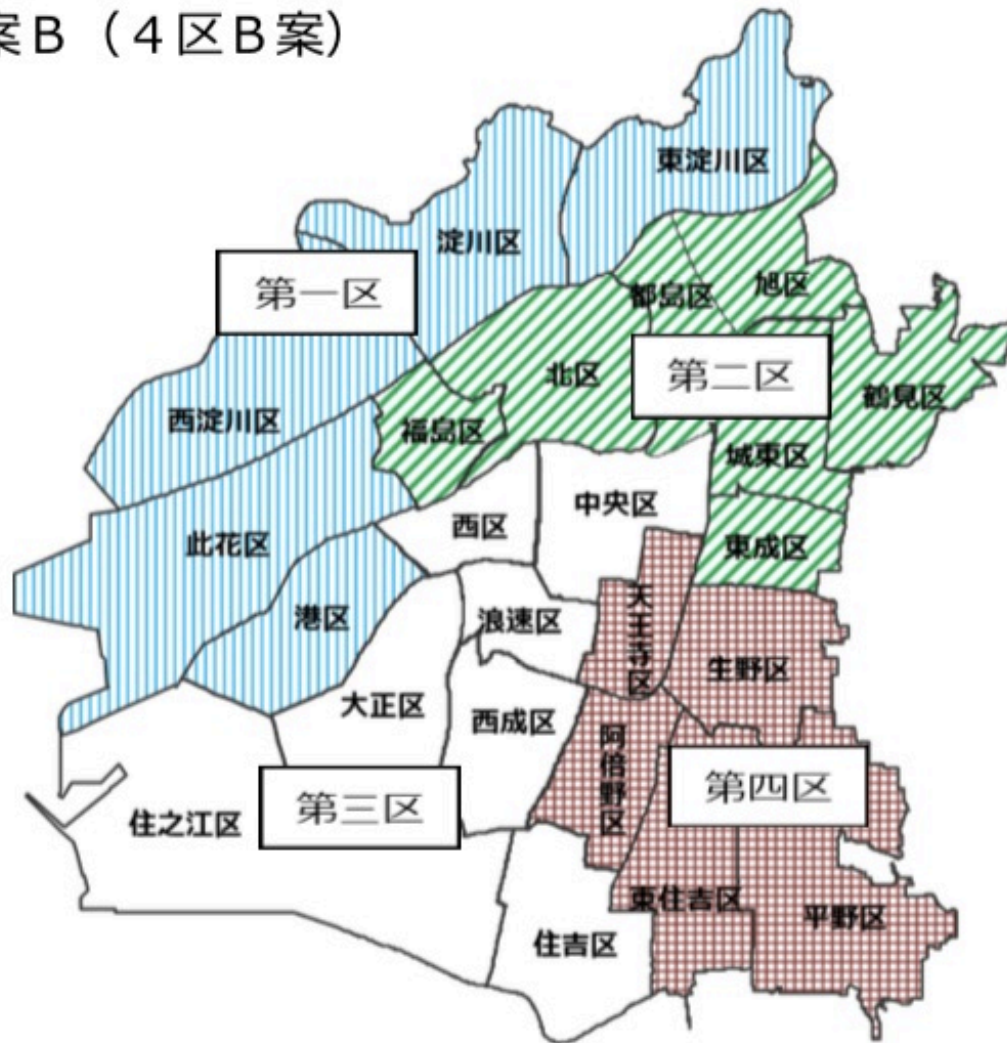 案B（4区B案）
東淀川区
淀川区
第一区
都島区
旭区
北区
第二区
鶴見区
西淀川区
福島区
城東区
中央区
西区
東成区
此花区
天王寺区
港区
浪速区
生野区
大正区
西成区
阿倍野区
第四区
第三区
住之江区
東住吉区
平野区
住吉区